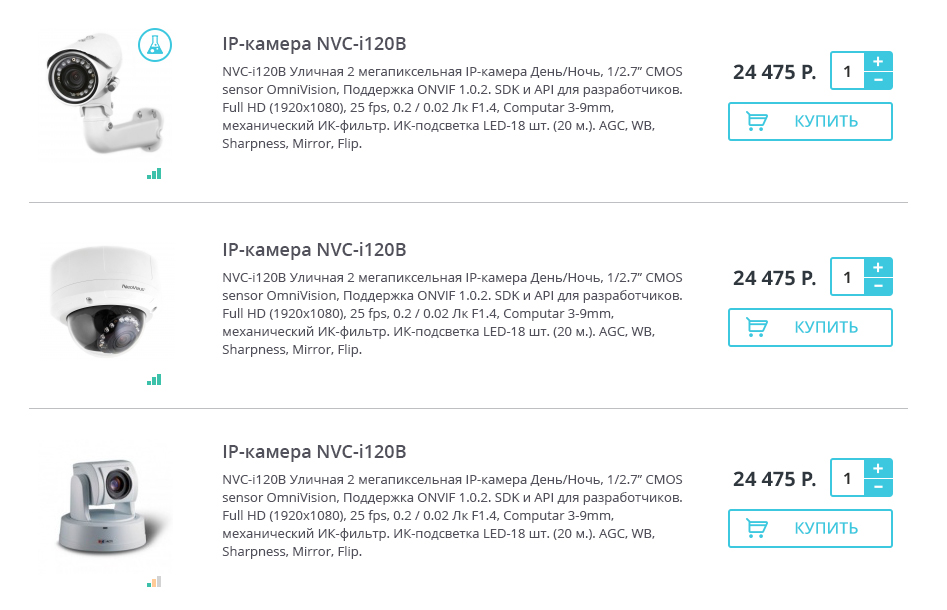 IP-камера NVC-i120B
NVC-i120B Уличная 2 мегапиксельная IP-камера День/Ночь, 1/2.7” CMOS
sensor OmniVision, Поддержка ONVIF 1.0.2. SDK и API для разработчиков.
Full HD (1920x1080), 25 fps, 0.2 / 0.02 Лк F1.4, Computar 3-9mm,
механический ИК-фильтр. ИК-подсветка LED-18 шт. (20 м.). AGC, WB,
Sharpness, Mirror, Flip.
24 475 Р.
1
+
−
КУПИТЬ
IP-камера NVC-i120B
NVC-i120B Уличная 2 мегапиксельная IP-камера День/Ночь, 1/2.7” CMOS
sensor OmniVision, Поддержка ONVIF 1.0.2. SDK и API для разработчиков.
Full HD (1920x1080), 25 fps, 0.2 / 0.02 Лк F1.4, Computar 3-9mm,
механический ИК-фильтр. ИК-подсветка LED-18 шт. (20 м.). AGC, WB,
Sharpness, Mirror, Flip.
24 475 Р.
1
+
−
КУПИТЬ
IP-камера NVC-i120B
NVC-i120B Уличная 2 мегапиксельная IP-камера День/Ночь, 1/2.7” CMOS
sensor OmniVision, Поддержка ONVIF 1.0.2. SDK и API для разработчиков.
Full HD (1920x1080), 25 fps, 0.2 / 0.02 Лк F1.4, Computar 3-9mm,
механический ИК-фильтр. ИК-подсветка LED-18 шт. (20 м.). AGC, WB,
Sharpness, Mirror, Flip.
24 475 Р.
1
+
−
КУПИТЬ